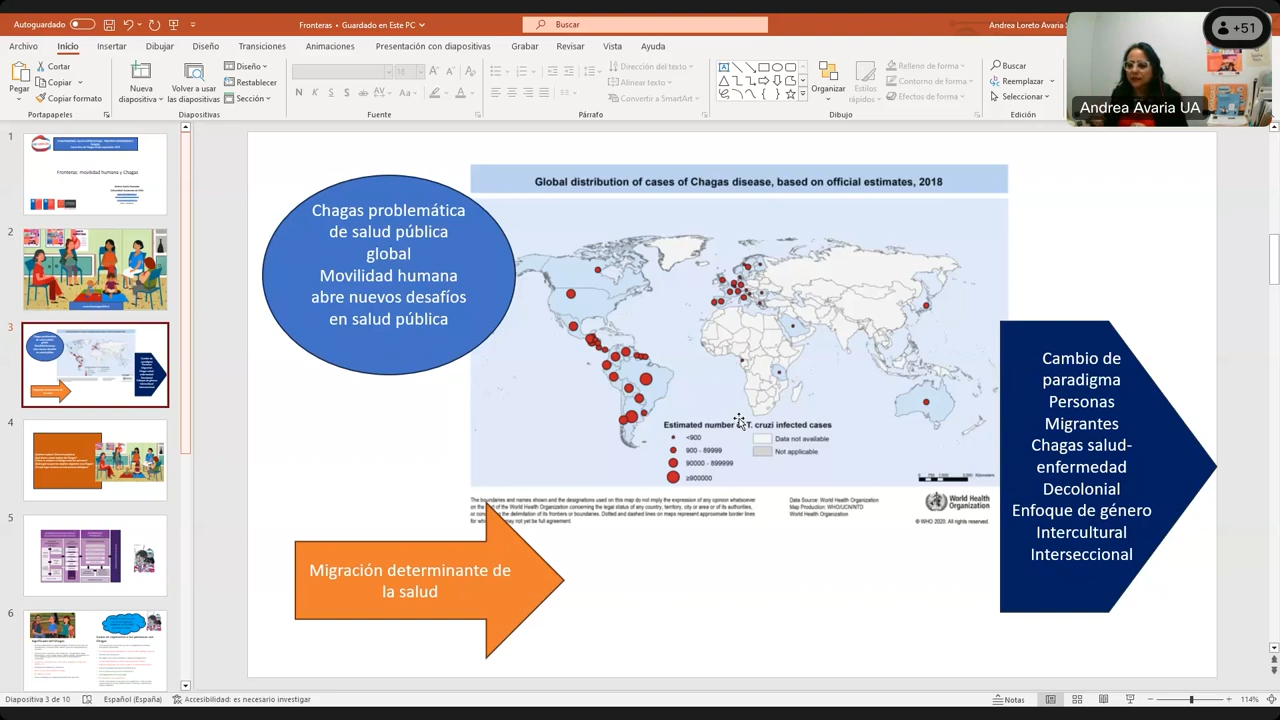 Autoguardado
Fronteras • Guardado en Este PC
Buscar
Andrea Loreto Avaria
+51
Archivo
Inicio
Insertar
Dibujar
Diseño
Transiciones
Animaciones
Presentación con diapositivas
Grabar
Revisar
Vista
Ayuda
Pegar
Cortar
Copiar
Copiar formato
Portapapeles
Nueva
diapositiva
Volver a usar
las diapositivas
Diseño
Restablecer
Sección
Diapositivas
18
N K S S ab AV Aa
Fuente
Párrafo
Dirección del texto
Alinear texto
Convertir a SmartArt
Organizar
Estilos
rápidos
Relleno de forma
Contorno de forma
Efectos de forma
Dibujo
Buscar
Reemplazar
Seleccionar
Edición
Andrea Avaria UA
1
Fronteras: movilidad humana y Chagas
2
3
4
5
6
Chagas problemática
de salud pública
global
Movilidad humana
abre nuevos desafíos
en salud pública
Global distribution of cases of Chagas disease, based on official estimates, 2018
Estimated number T. cruzi infected cases
<900
900 - 89999
90000 - 899999
≥900000
Data not available
Not applicable
The boundaries and names shown and the designations used on this map do not imply the expression of any opinion whatsoever
on the part of the World Health Organization concerning the legal status of any country, territory, city or area or of its authorities,
or concerning the delimitation of its frontiers or boundaries. Dotted and dashed lines on maps represent approximate border lines
for which may not yet be full agreement.
Data Source: World Health Organization
Map Production: WHO/UCN/NTD
World Health Organization
World Health
Organization
© WHO 2020. All rights reserved.
Migración determinante de
la salud
Cambio de
paradigma
Personas
Migrantes
Chagas salud-
enfermedad
Decolonial
Enfoque de género
Intercultural
Interseccional
Diapositiva 3 de 10
Español (España)
Accesibilidad: es necesario investigar
Notas
114%